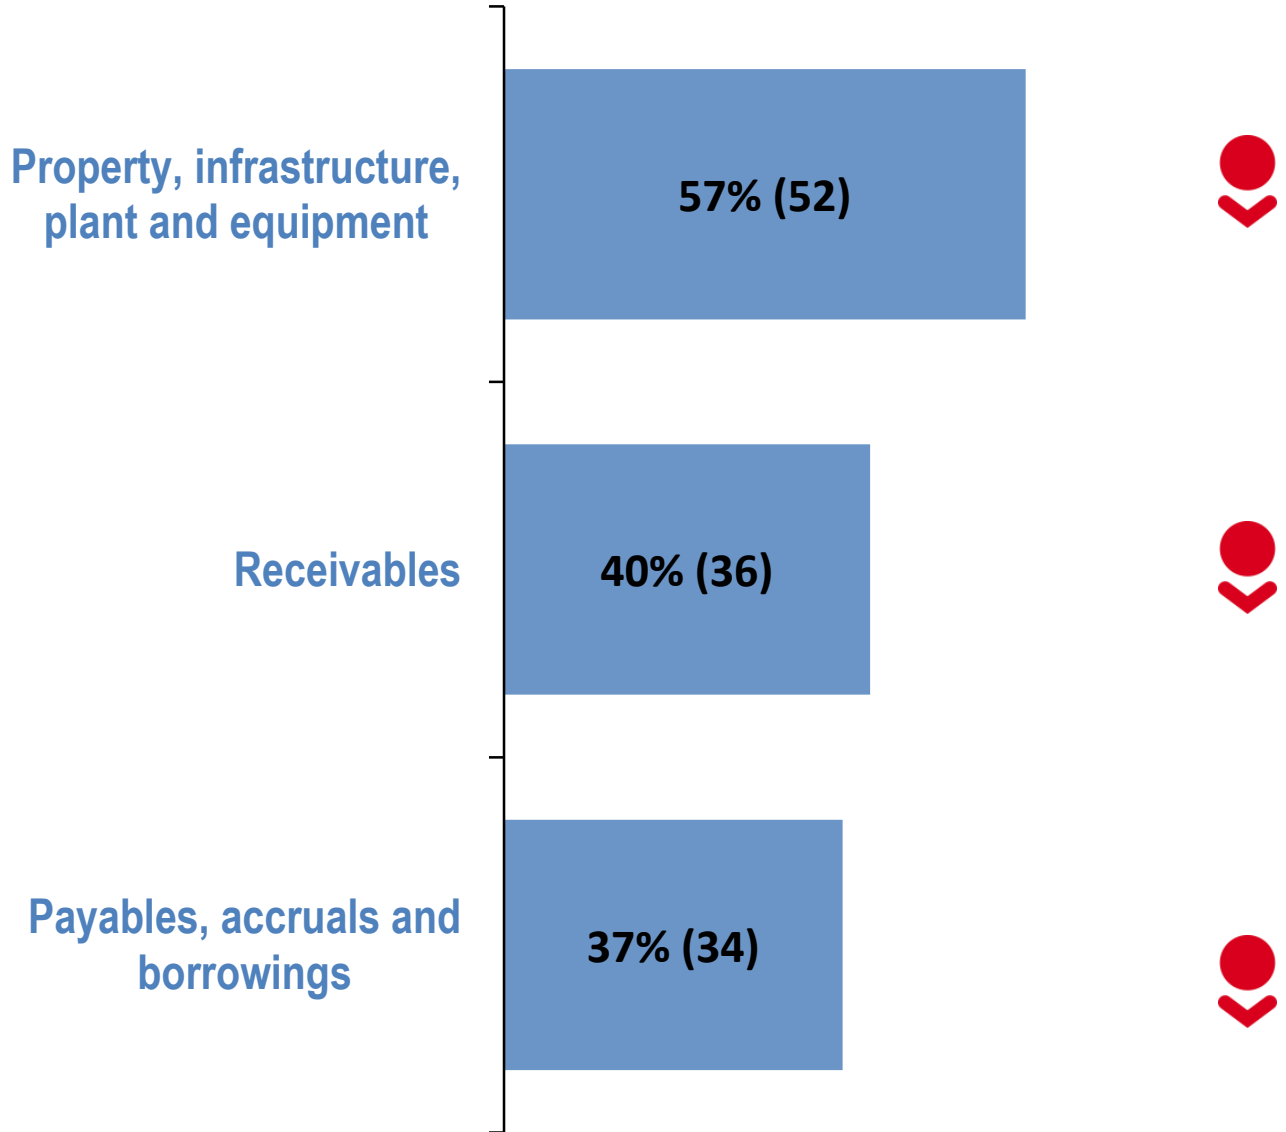 Property, infrastructure,
plant and equipment
57% (52)
Receivables
40% (36)
Payables, accruals and
borrowings
37% (34)